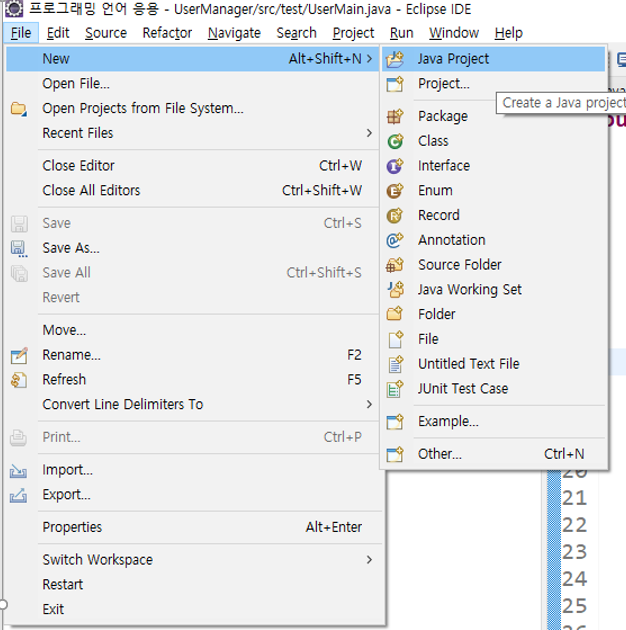 프로그래밍 언어 응용 - UserManager/src/test/UserMain.java - Eclipse IDE
File Edit Source Refactor Navigate Search Project Run Window Help
New Alt+Shift+N >
Open File...
Open Projects from File System...
Recent Files >
Close Editor Ctrl+W
Close All Editors Ctrl+Shift+W
Save Ctrl+S
Save As...
Save All Ctrl+Shift+S
Revert
Move...
Rename... F2
Refresh F5
Convert Line Delimiters To >
Print... Ctrl+P
Import...
Export...
Properties Alt+Enter
Switch Workspace >
Restart
Exit
Java Project
Project...
Create a Java project
Package
Class
Interface
Enum
Record
Annotation
Source Folder
Java Working Set
Folder
File
Untitled Text File
JUnit Test Case
Example...
Other... Ctrl+N
20
21
22
23
24
25